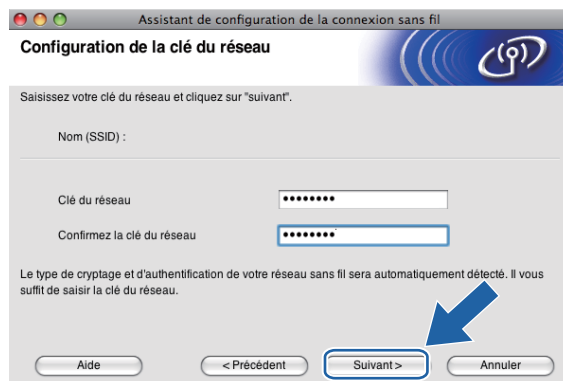 Assistant de configuration de la connexion sans fil
Configuration de la clé du réseau
Saisissez votre clé du réseau et cliquez sur "suivant".
Nom (SSID) :
Clé du réseau ••••••••
Confirmez la clé du réseau ••••••••
Le type de cryptage et d'authentification de votre réseau sans fil sera automatiquement détecté. Il vous
suffit de saisir la clé du réseau.
Aide < Précédent Suivant > Annuler